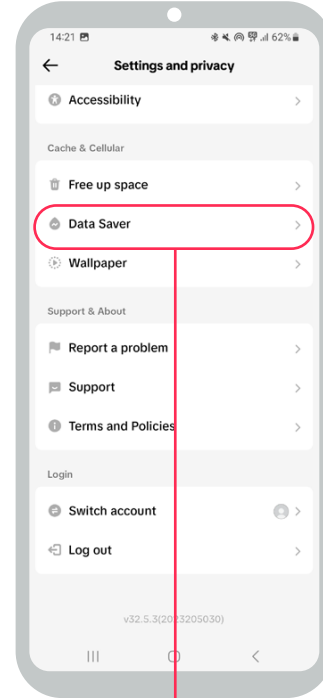 14:21 62%
Settings and privacy
Accessibility
Cache & Cellular
Free up space
Data Saver
Wallpaper
Support & About
Report a problem
Support
Terms and Policies
Login
Switch account
Log out
v32.5.3(2023205030)